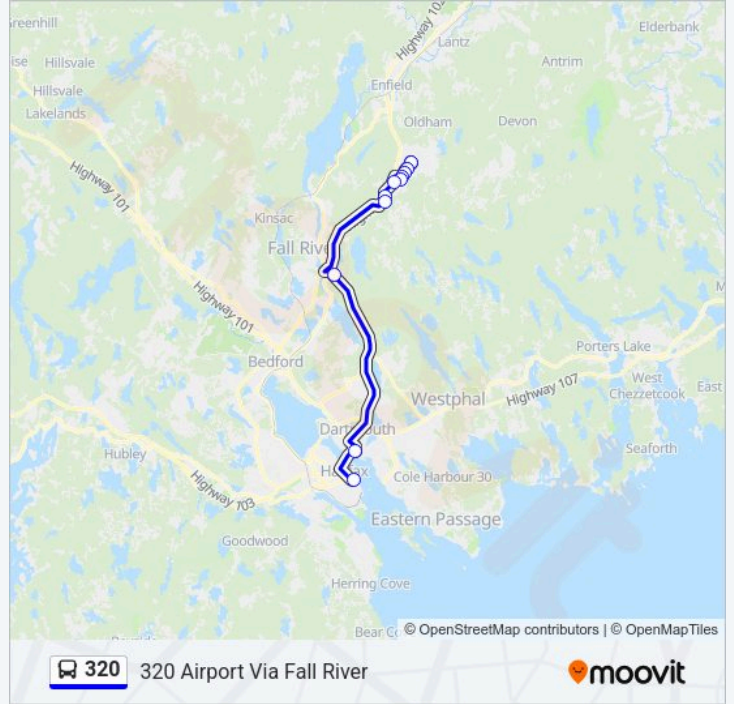 Greenhill
Highway 102
Lantz
Elderbank
Hillsvale
Antrim
Hillsvale
Enfield
Lakelands
Oldham
Devon
Highway 101
Kinsac
Fall River
Highway 101
Bedford
Porters Lake
West
Chezzetcook
East
Westphal
Highway 107
Dartmouth
Seaforth
Hubley
Halifax
Cole Harbour 30
Highway 103
Eastern Passage
Goodwood
Herring Cove
Bear Co
© OpenStreetMap contributors | © OpenMapTiles
320
320 Airport Via Fall River
moovit